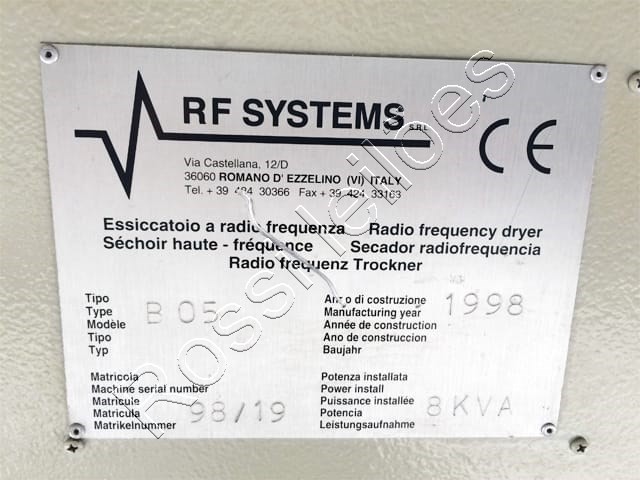 RF SYSTEMS S.R.L.
CE
Via Castellana, 12/D
36060 ROMANO D' EZZELINO (VI) ITALY
Tel. +39 424 30366 Fax +39 424 33163
Essiccatoio a radio frequenza - Radio frequency dryer
Séchoir haute - fréquence - Secador radiofrequencia
Radio frequenz Trockner
Tipo
Type
Modèle
Tipo
Typ
B 05
Anno di costruzione
Manufacturing year
Année de construction
Ano de construccion
Baujahr
1998
Matricola
Machine serial number
Matricule
Matricula
Matrikelnummer
98/19
Potenza installata
Power install
Puissance installée
Potencia
Leistungsaufnahme
8 KVA
Rossi Leilões